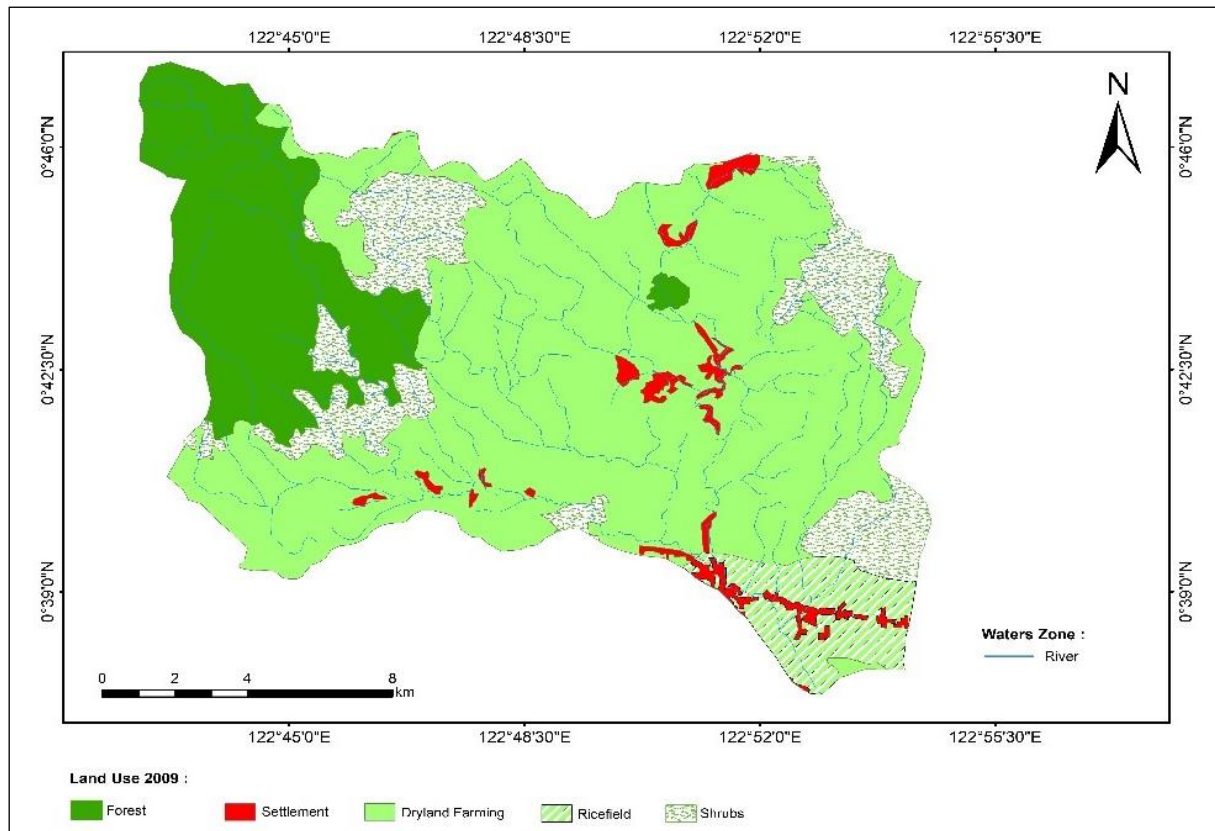 122°45'0"E 122°48'30"E 122°52'0"E 122°55'30"E
N
0°46'0"N 0°46'0"N
0°42'30"N 0°42'30"N
0°39'0"N 0°39'0"N
Waters Zone :
River
0 2 4 8
km
122°45'0"E 122°48'30"E 122°52'0"E 122°55'30"E
Land Use 2009 :
Forest Settlement Dryland Farming Ricefield Shrubs